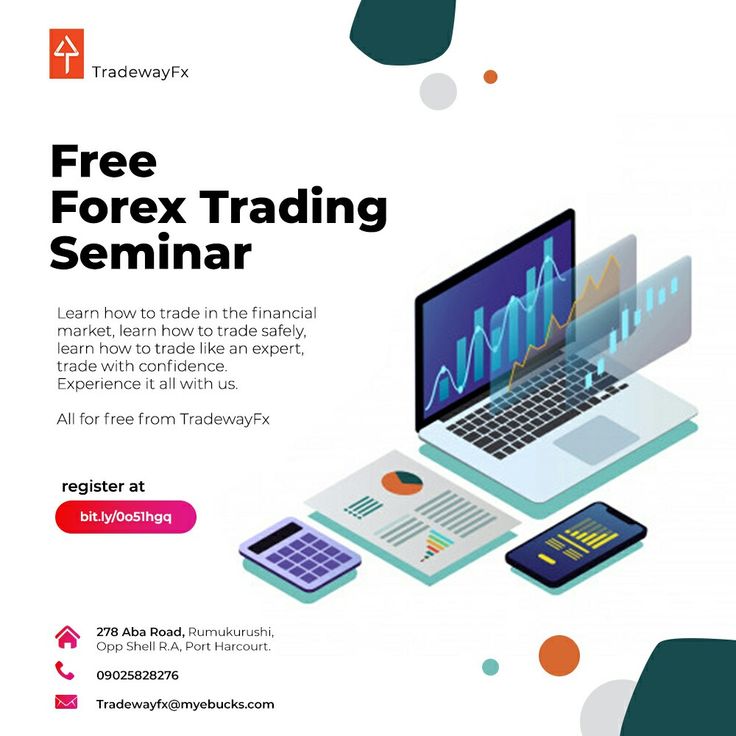 TradewayFx
Free
Forex Trading
Seminar
Learn how to trade in the financial
market, learn how to trade safely,
learn how to trade like an expert,
trade with confidence.
Experience it all with us.
All for free from TradewayFx
register at
bit.ly/0o51hgq
278 Aba Road, Rumukurushi,
Opp Shell R.A, Port Harcourt.
09025828276
Tradewayfx@myebucks.com